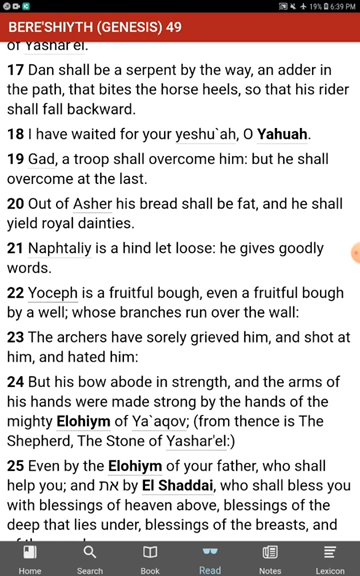 19% 6:39 PM
BERE'SHIYTH (GENESIS) 49
of Yashar'el.
17 Dan shall be a serpent by the way, an adder in
the path, that bites the horse heels, so that his rider
shall fall backward.
18 I have waited for your yeshu`ah, O Yahuah.
19 Gad, a troop shall overcome him: but he shall
overcome at the last.
20 Out of Asher his bread shall be fat, and he shall
yield royal dainties.
21 Naphtaliy is a hind let loose: he gives goodly
words.
22 Yoceph is a fruitful bough, even a fruitful bough
by a well; whose branches run over the wall:
23 The archers have sorely grieved him, and shot at
him, and hated him:
24 But his bow abode in strength, and the arms of
his hands were made strong by the hands of the
mighty Elohiym of Ya`aqov; (from thence is The
Shepherd, The Stone of Yashar'el:)
25 Even by the Elohiym of your father, who shall
help you; and את by El Shaddai, who shall bless you
with blessings of heaven above, blessings of the
deep that lies under, blessings of the breasts, and
Home Search Book Read Notes Lexicon